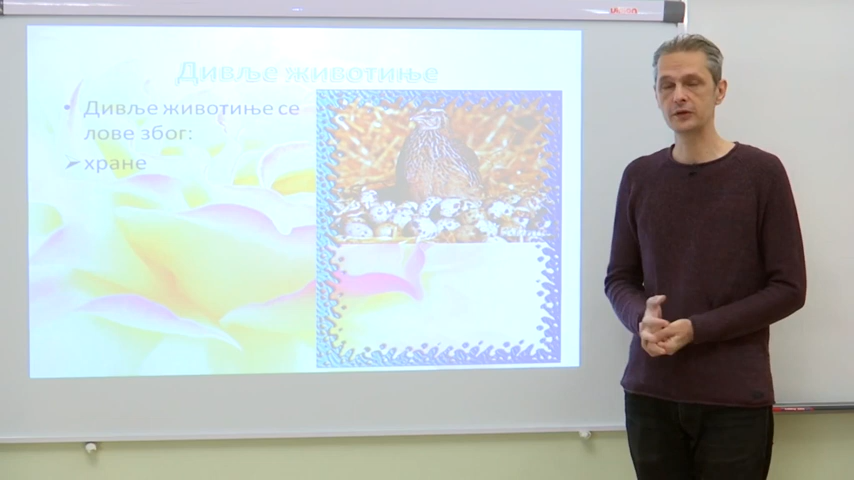 Дивље животиње
• Дивље животиње се
лове због:
➢ хране